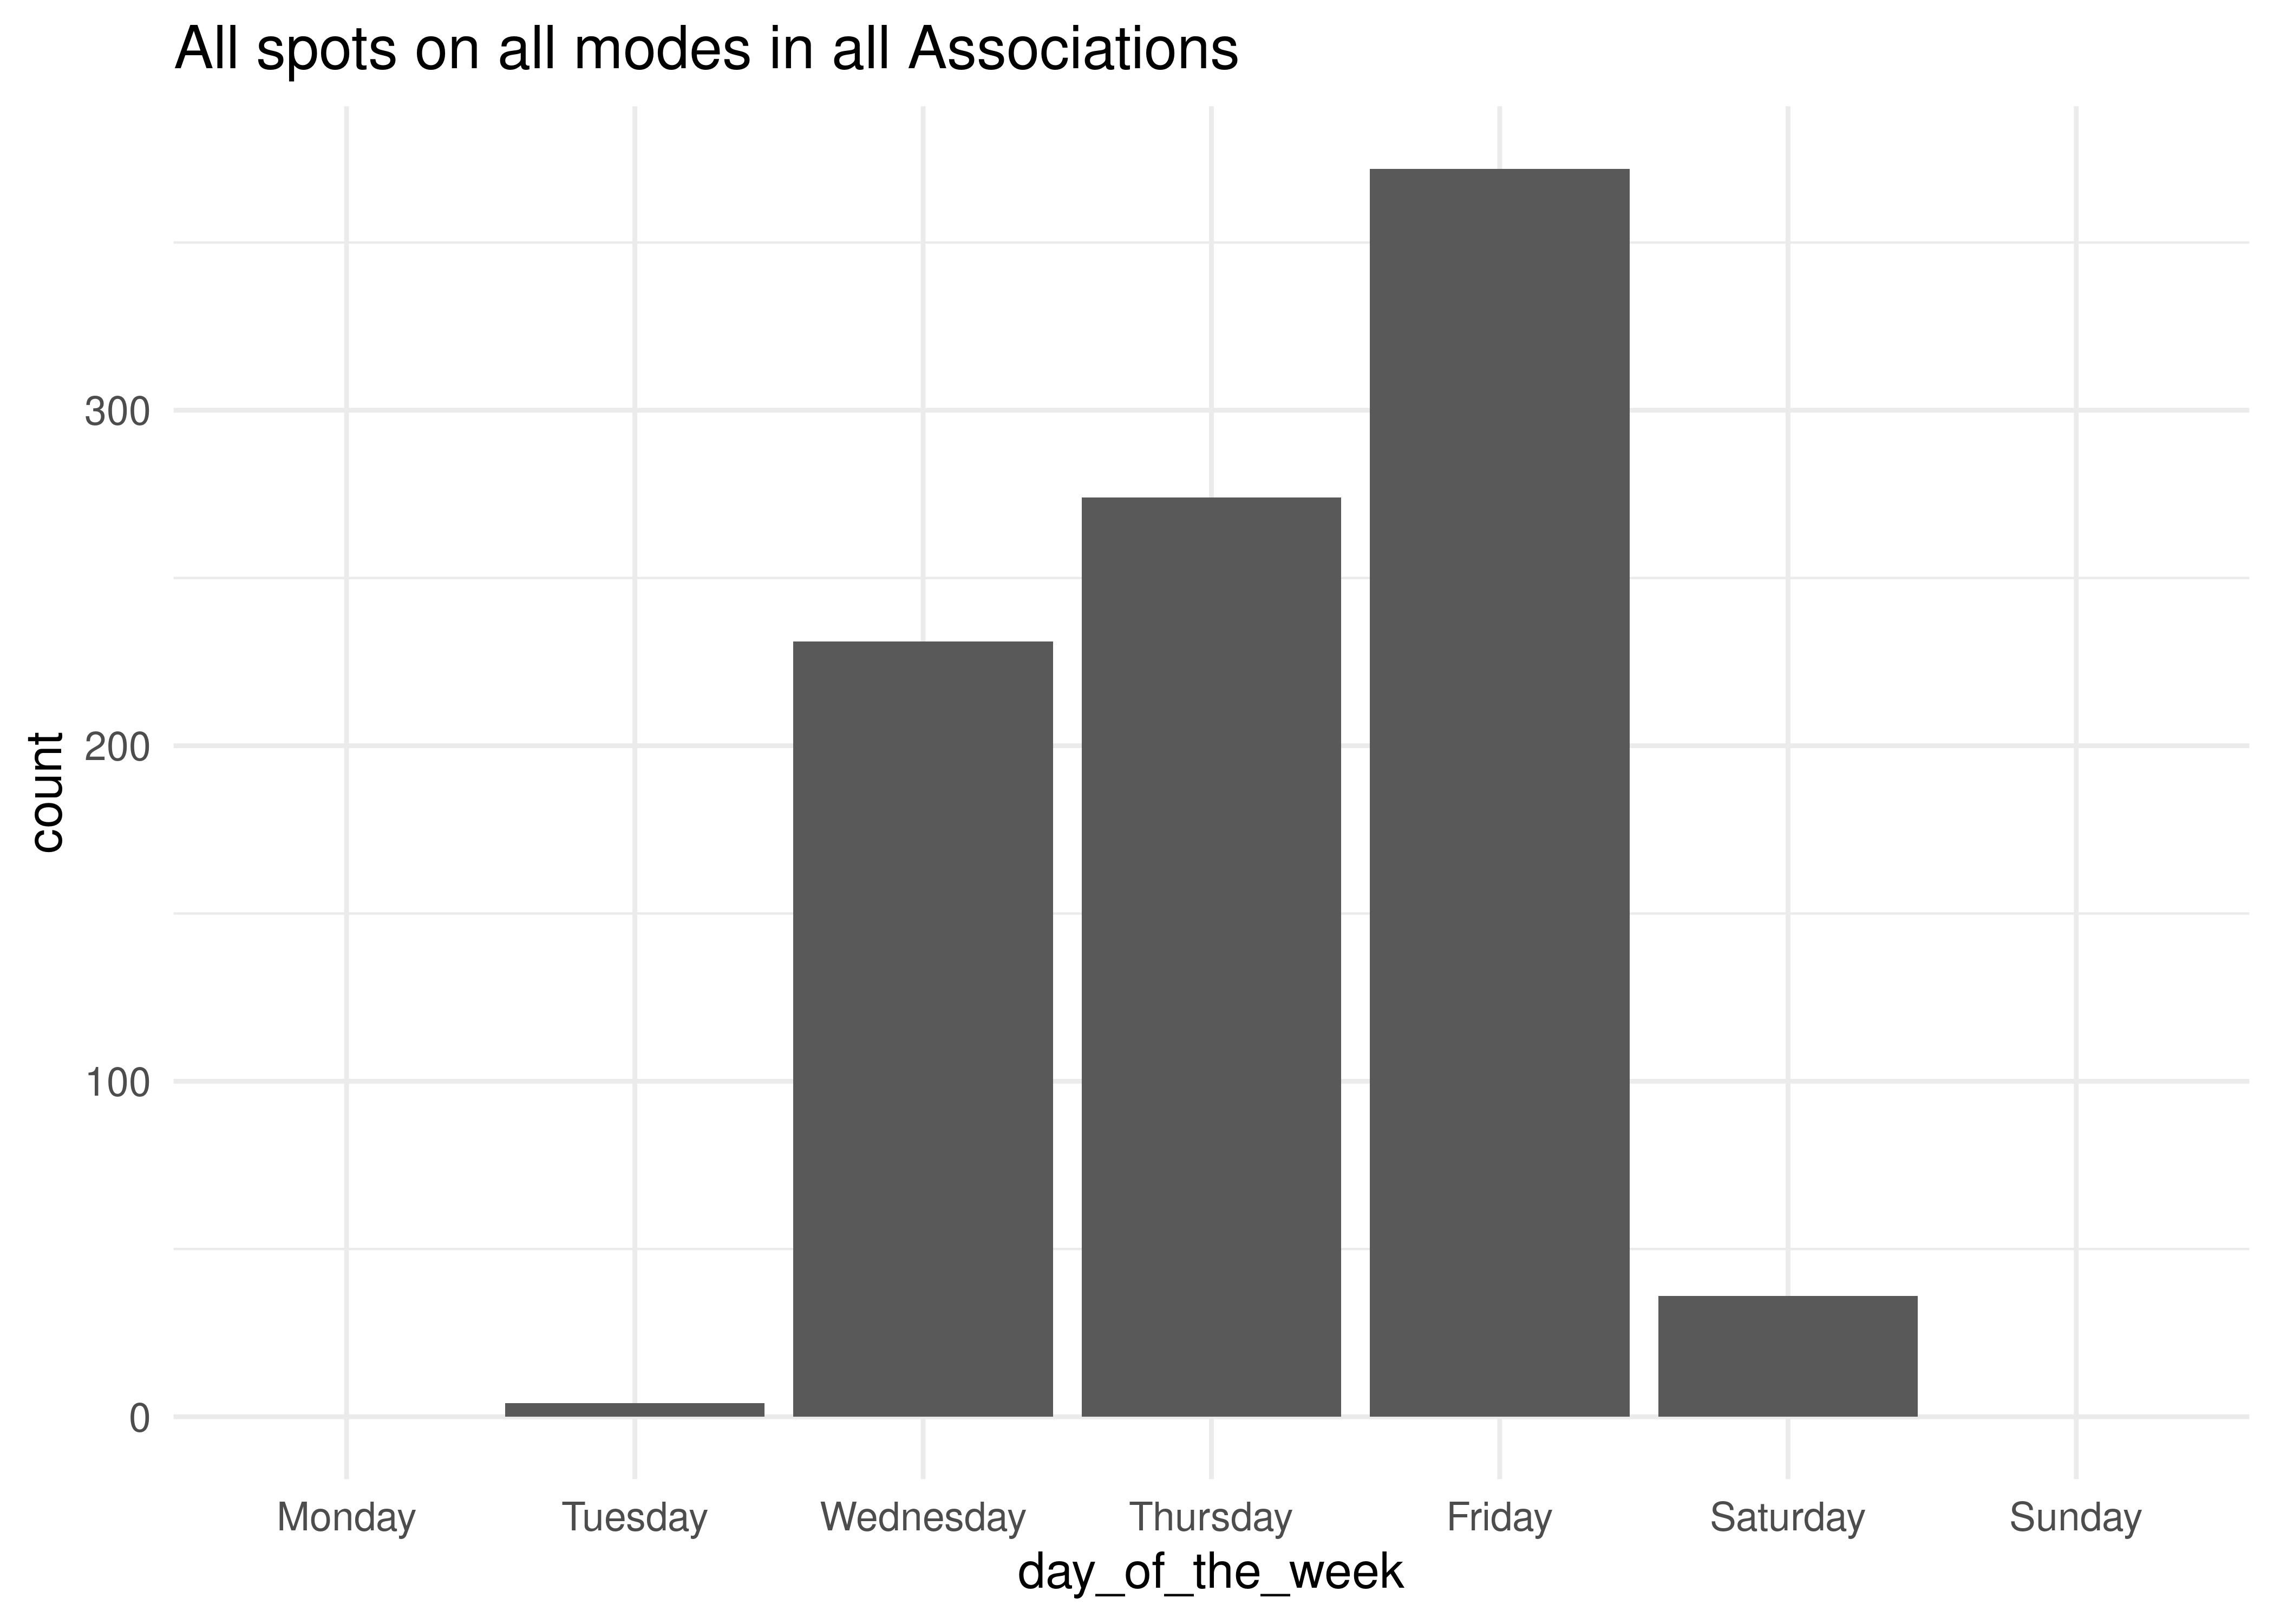 All spots on all modes in all Associations
count
300
200
100
0
Monday Tuesday Wednesday Thursday Friday Saturday Sunday
day_of_the_week